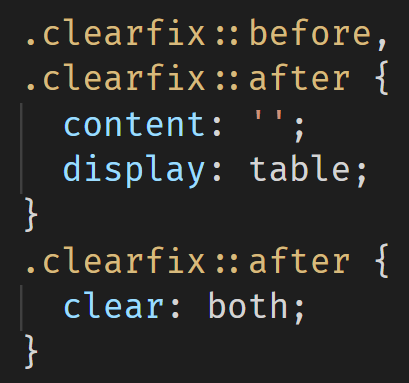 .clearfix::before,
.clearfix::after {
  content: '';
  display: table;
}
.clearfix::after {
  clear: both;
}